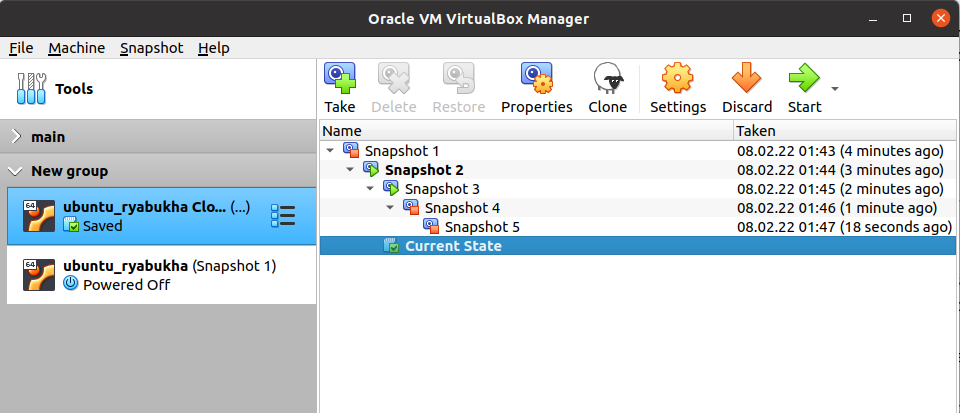 Oracle VM VirtualBox Manager
File Machine Snapshot Help
Tools
main
New group
64
ubuntu_ryabukha Clo... (...)
Saved
64
ubuntu_ryabukha (Snapshot 1)
Powered Off
Take Delete Restore Properties Clone Settings Discard Start
Name Taken
Snapshot 1 08.02.22 01:43 (4 minutes ago)
Snapshot 2 08.02.22 01:44 (3 minutes ago)
Snapshot 3 08.02.22 01:45 (2 minutes ago)
Snapshot 4 08.02.22 01:46 (1 minute ago)
Snapshot 5 08.02.22 01:47 (18 seconds ago)
Current State